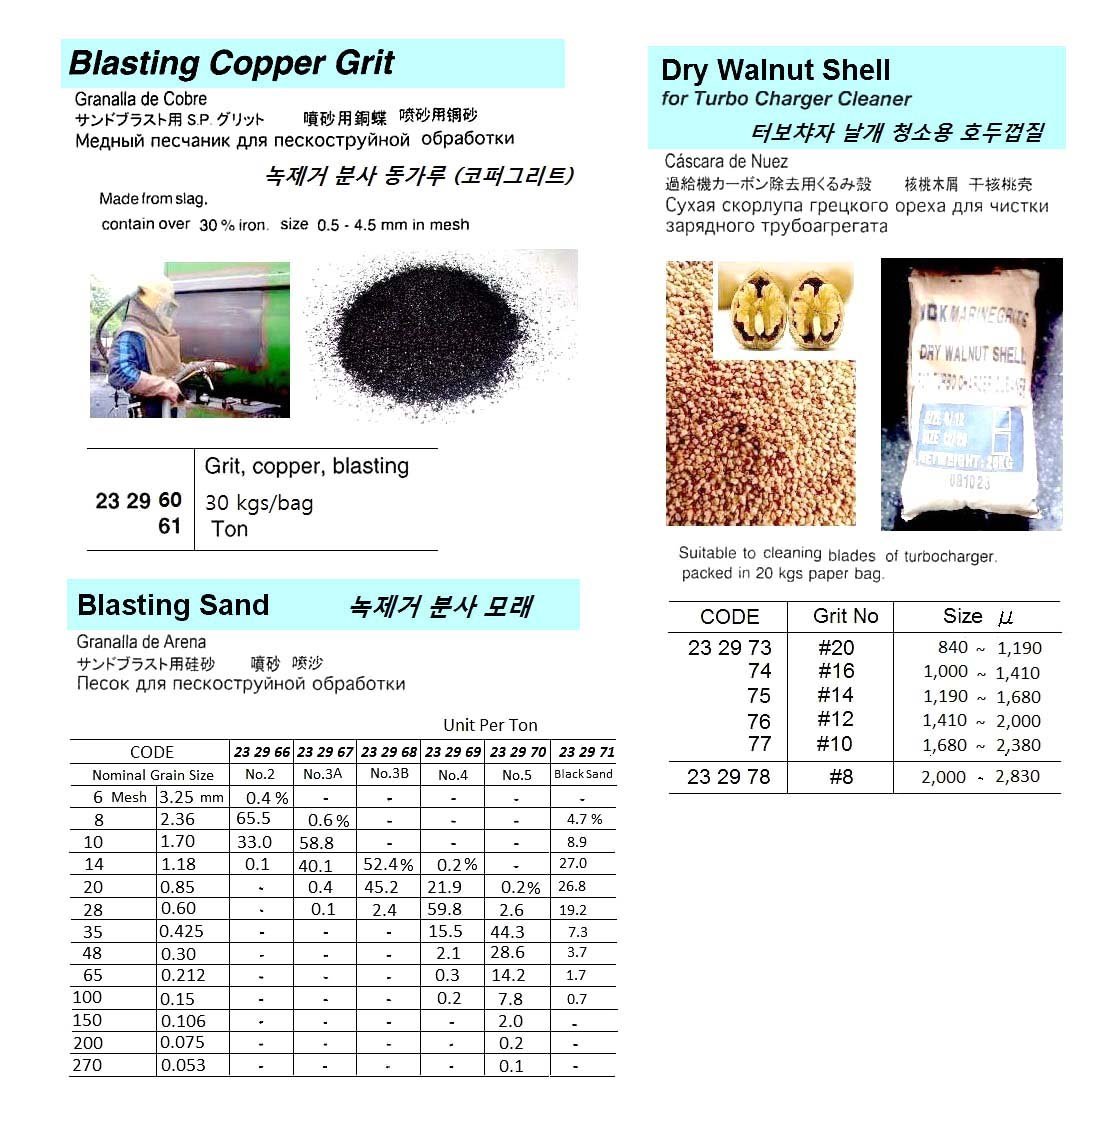 Blasting Copper Grit
Granalla de Cobre
サンドブラスト用 S.P. グリット 噴砂用銅蝶 喷砂用铜砂
Медный песчаник для пескоструйной обработки
녹제거 분사 동가루 (코퍼그리트)
Made from slag,
contain over 30 % iron. size 0.5 - 4.5 mm in mesh
Grit, copper, blasting
23 29 60 30 kgs/bag
61 Ton
Blasting Sand 녹제거 분사 모래
Granalla de Arena
サンドブラスト用硅砂 噴砂 喷沙
Песок для пескоструйной обработки
Unit Per Ton
CODE 23 29 66 23 29 67 23 29 68 23 29 69 23 29 70 23 29 71
Nominal Grain Size No.2 No.3A No.3B No.4 No.5 Black Sand
6 Mesh 3.25 mm 0.4 % - - - - -
8 2.36 65.5 0.6 % - - - 4.7 %
10 1.70 33.0 58.8 - - - 8.9
14 1.18 0.1 40.1 52.4 % 0.2 % - 27.0
20 0.85 - 0.4 45.2 21.9 0.2 % 26.8
28 0.60 - 0.1 2.4 59.8 2.6 19.2
35 0.425 - - - 15.5 44.3 7.3
48 0.30 - - - 2.1 28.6 3.7
65 0.212 - - - 0.3 14.2 1.7
100 0.15 - - - 0.2 7.8 0.7
150 0.106 - - - - 2.0 -
200 0.075 - - - - 0.2 -
270 0.053 - - - - 0.1 -
Dry Walnut Shell
for Turbo Charger Cleaner
터보챠자 날개 청소용 호두껍질
Cáscara de Nuez
過給機カーボン除去用くるみ殻 核桃木屑 干核桃壳
Сухая скорлупа грецкого ореха для чистки
зарядного трубоагрегата
MARINEGRITS
DRY WALNUT SHELL
SIZE 8/12
SIZE 12/20
NETWEIGHT: 20KG
091023
Suitable to cleaning blades of turbocharger.
packed in 20 kgs paper bag.
CODE Grit No Size μ
23 29 73 #20 840 ~ 1,190
74 #16 1,000 ~ 1,410
75 #14 1,190 ~ 1,680
76 #12 1,410 ~ 2,000
77 #10 1,680 ~ 2,380
23 29 78 #8 2,000 ~ 2,830